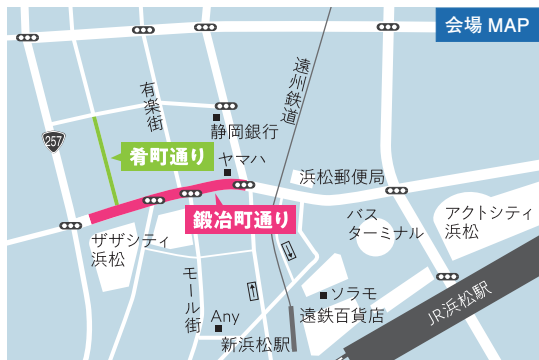 会場 MAP
有楽街
遠州鉄道
静岡銀行
257
肴町通り
ヤマハ
浜松郵便局
鍛冶町通り
バス
ターミナル
アクトシティ
浜松
ザザシティ
浜松
モール街
ソラモ
遠鉄百貨店
Any
新浜松駅
JR浜松駅